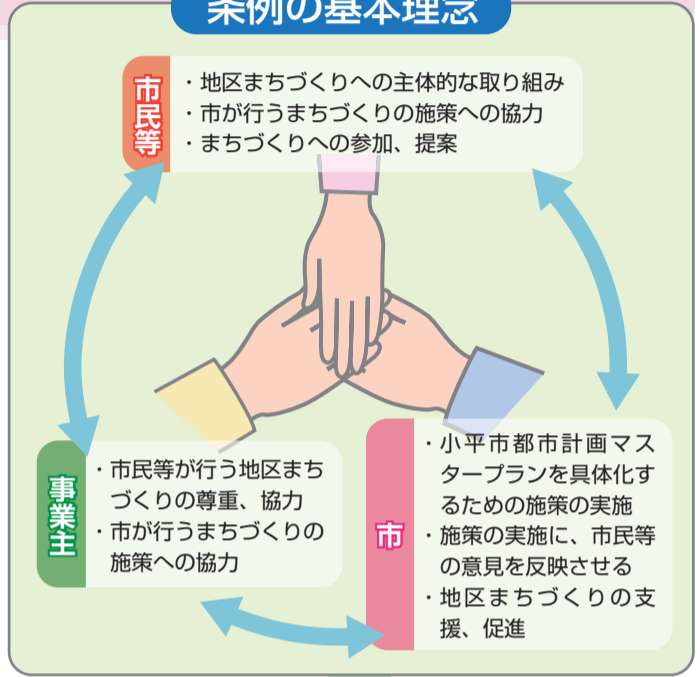 条例の基本理念
市民等
・地区まちづくりへの主体的な取り組み
・市が行うまちづくりの施策への協力
・まちづくりへの参加、提案
事業主
・市民等が行う地区まち
づくりの尊重、協力
・市が行うまちづくりの
施策への協力
市
・小平市都市計画マス
タープランを具体化す
るための施策の実施
・施策の実施に、市民等
の意見を反映させる
・地区まちづくりの支
援、促進